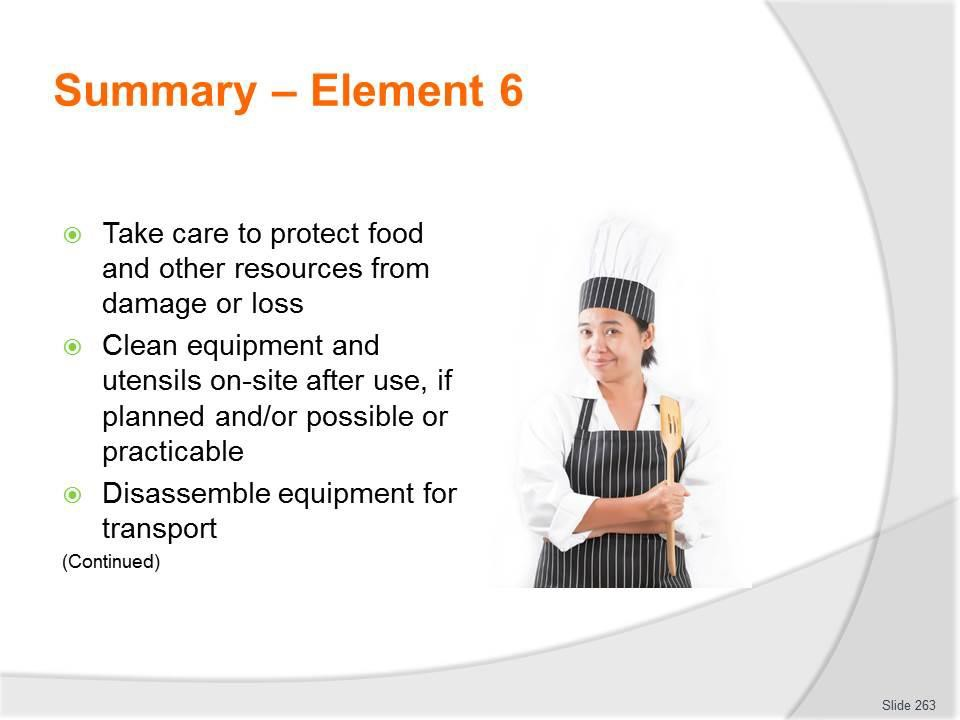 Summary – Element 6
Take care to protect food
and other resources from
damage or loss
Clean equipment and
utensils on-site after use, if
planned and/or possible or
practicable
Disassemble equipment for
transport
(Continued)
Slide 263